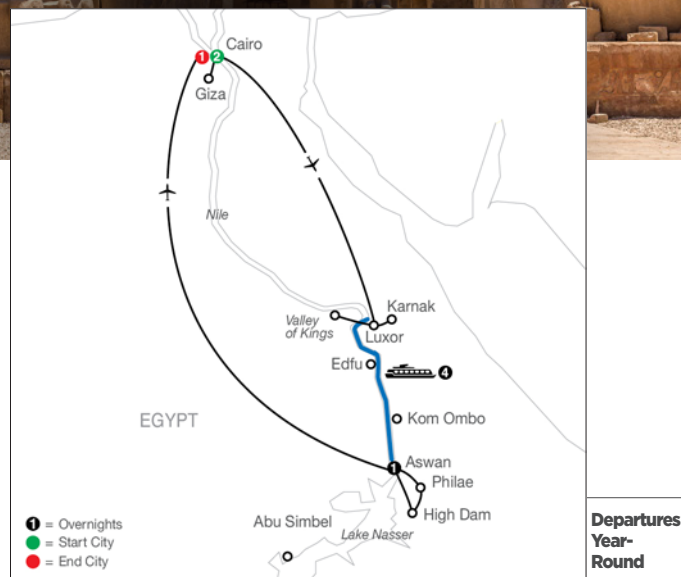 1 2 Cairo
Giza
Nile
Karnak
Valley
of Kings
Luxor
Edfu
4
EGYPT
Kom Ombo
1 Aswan
Philae
High Dam
Abu Simbel
Lake Nasser
1 = Overnights
= Start City
= End City
Departures
Year-
Round